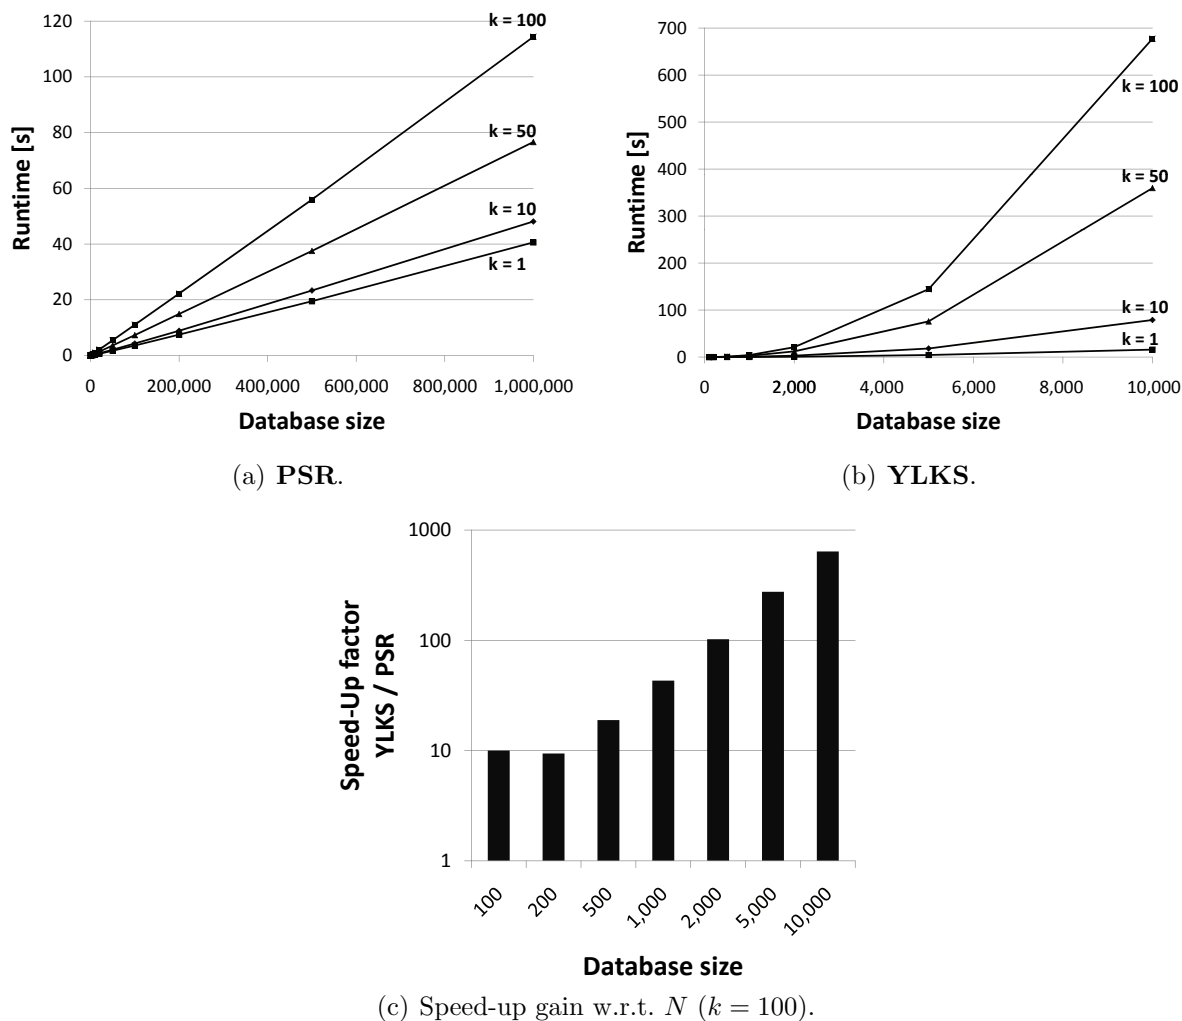 120
100
80
60
40
20
0
Runtime [s]
k = 100
k = 50
k = 10
k = 1
0
200,000
400,000
600,000
800,000
1,000,000
Database size
(a) PSR.
700
600
500
400
300
200
100
0
Runtime [s]
k = 100
k = 50
k = 10
k = 1
0
2,000
4,000
6,000
8,000
10,000
Database size
(b) YLKS.
1000
100
10
1
Speed-Up factor
YLKS / PSR
100
200
500
1,000
2,000
5,000
10,000
Database size
(c) Speed-up gain w.r.t. N (k = 100).